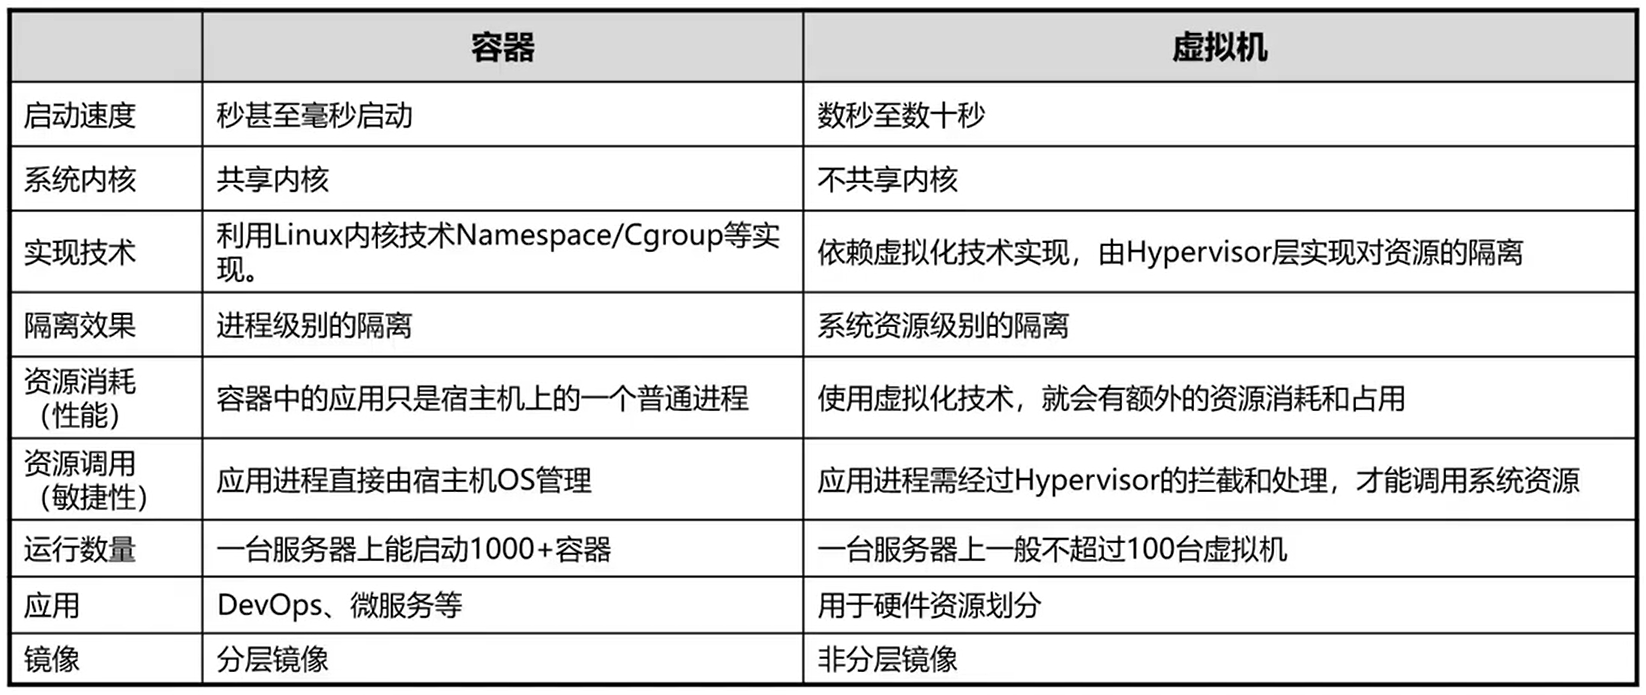 容器 虚拟机
启动速度 秒甚至毫秒启动 数秒至数十秒
系统内核 共享内核 不共享内核
实现技术 利用Linux内核技术Namespace/Cgroup等实
现。 依赖虚拟化技术实现，由Hypervisor层实现对资源的隔离
隔离效果 进程级别的隔离 系统资源级别的隔离
资源消耗
（性能） 容器中的应用只是宿主机上的一个普通进程 使用虚拟化技术，就会有额外的资源消耗和占用
资源调用
（敏捷性） 应用进程直接由宿主机OS管理 应用进程需经过Hypervisor的拦截和处理，才能调用系统资源
运行数量 一台服务器上能启动1000+容器 一台服务器上一般不超过100台虚拟机
应用 DevOps、微服务等 用于硬件资源划分
镜像 分层镜像 非分层镜像